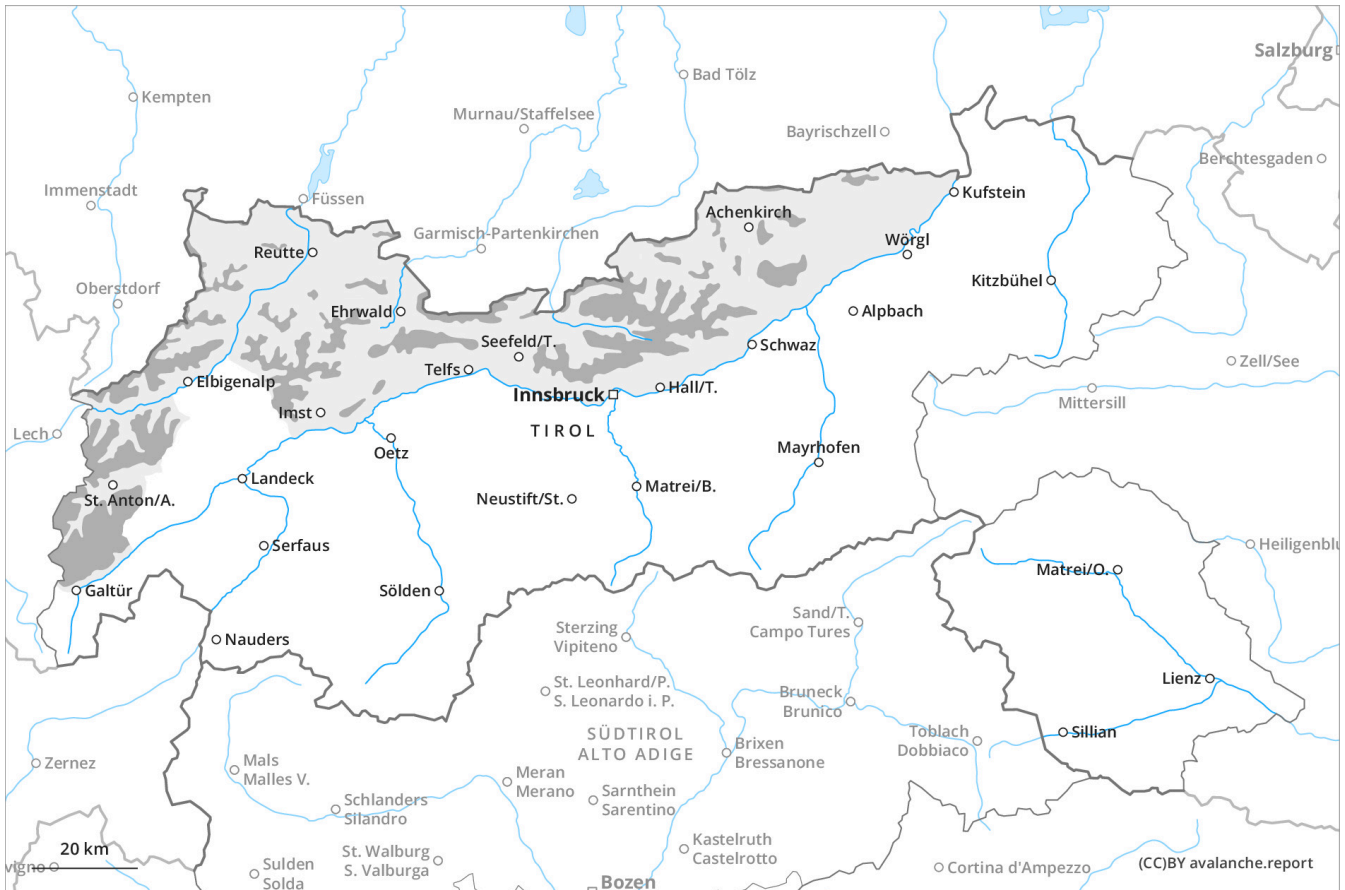 Salzburg
Bad Tölz
Kempten
Murnau/Staffelsee
Bayrischzell
Berchtesgaden
Immenstadt
Füssen
Kufstein
Achenkirch
Garmisch-Partenkirchen
Wörgl
Reutte
Kitzbühel
Oberstdorf
Ehrwald
Alpbach
Seefeld/T.
Schwaz
Zell/See
Telfs
Elbigenalp
Hall/T.
Innsbruck
Mittersill
Imst
TIROL
Lech
Oetz
Mayrhofen
Landeck
Matrei/B.
St. Anton/A.
Neustift/St.
Serfaus
Heiligenblu
Matrei/O.
Galtür
Sölden
Sand/T.
Campo Tures
Sterzing
Vipiteno
Nauders
Lienz
St. Leonhard/P.
S. Leonardo i. P.
Bruneck
Brunico
SÜDTIROL
ALTO ADIGE
Toblach
Dobbiaco
Sillian
Brixen
Bressanone
Mals
Malles V.
Zernez
Meran
Merano
Sarnthein
Sarentino
Schlanders
Silandro
Kastelruth
Castelrotto
20 km
St. Walburg
S. Valburga
vigno
Sulden
Solda
Cortina d'Ampezzo
(CC)BY avalanche.report
Bozen